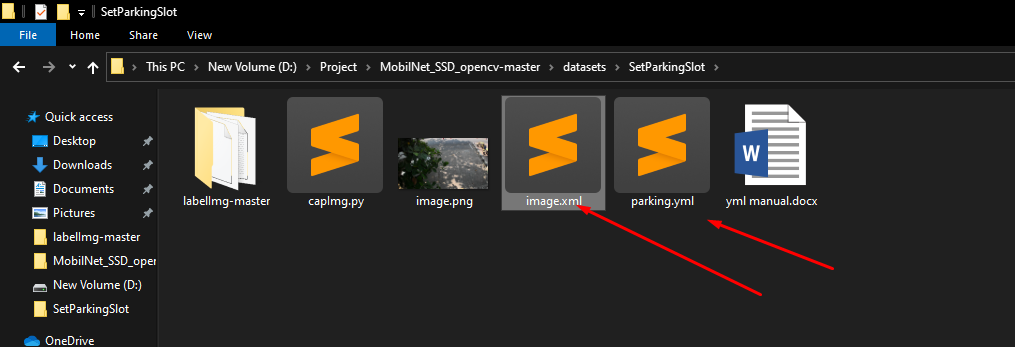 SetParkingSlot
File Home Share View
This PC New Volume (D:) Project MobilNet_SSD_opencv-master datasets SetParkingSlot
Quick access
Desktop
Downloads
Documents
Pictures
labelImg-master
MobilNet_SSD_open
New Volume (D:)
SetParkingSlot
OneDrive
labelImg-master capImg.py image.png image.xml parking.yml yml manual.docx
W